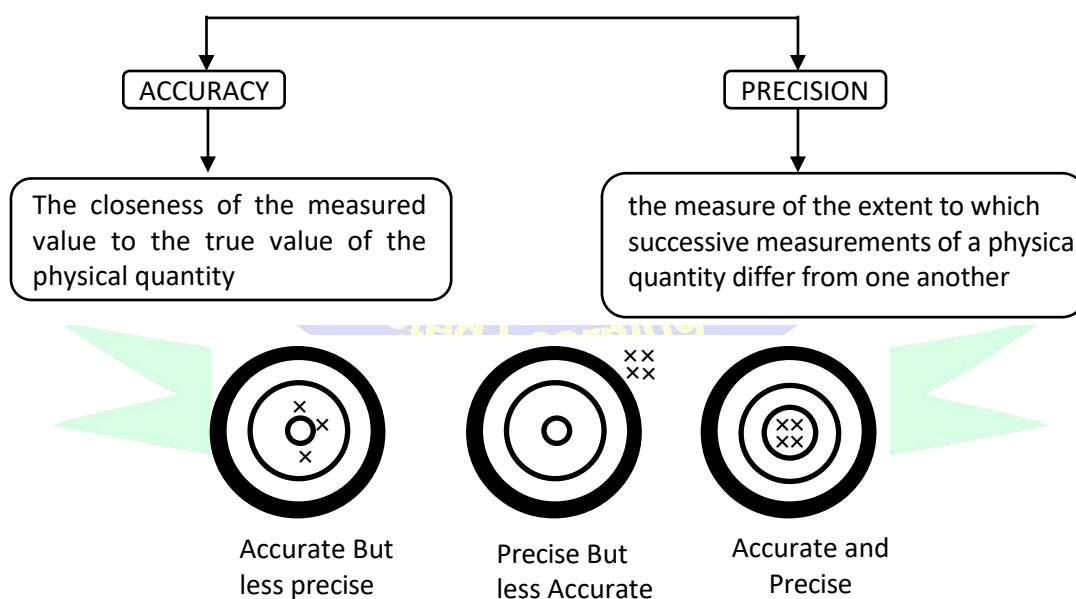 ACCURACY
PRECISION
The closeness of the measured
value to the true value of the
physical quantity
the measure of the extent to which
successive measurements of a physica
quantity differ from one another
Learning
Accurate But
less precise
Precise But
less Accurate
Accurate and
Precise